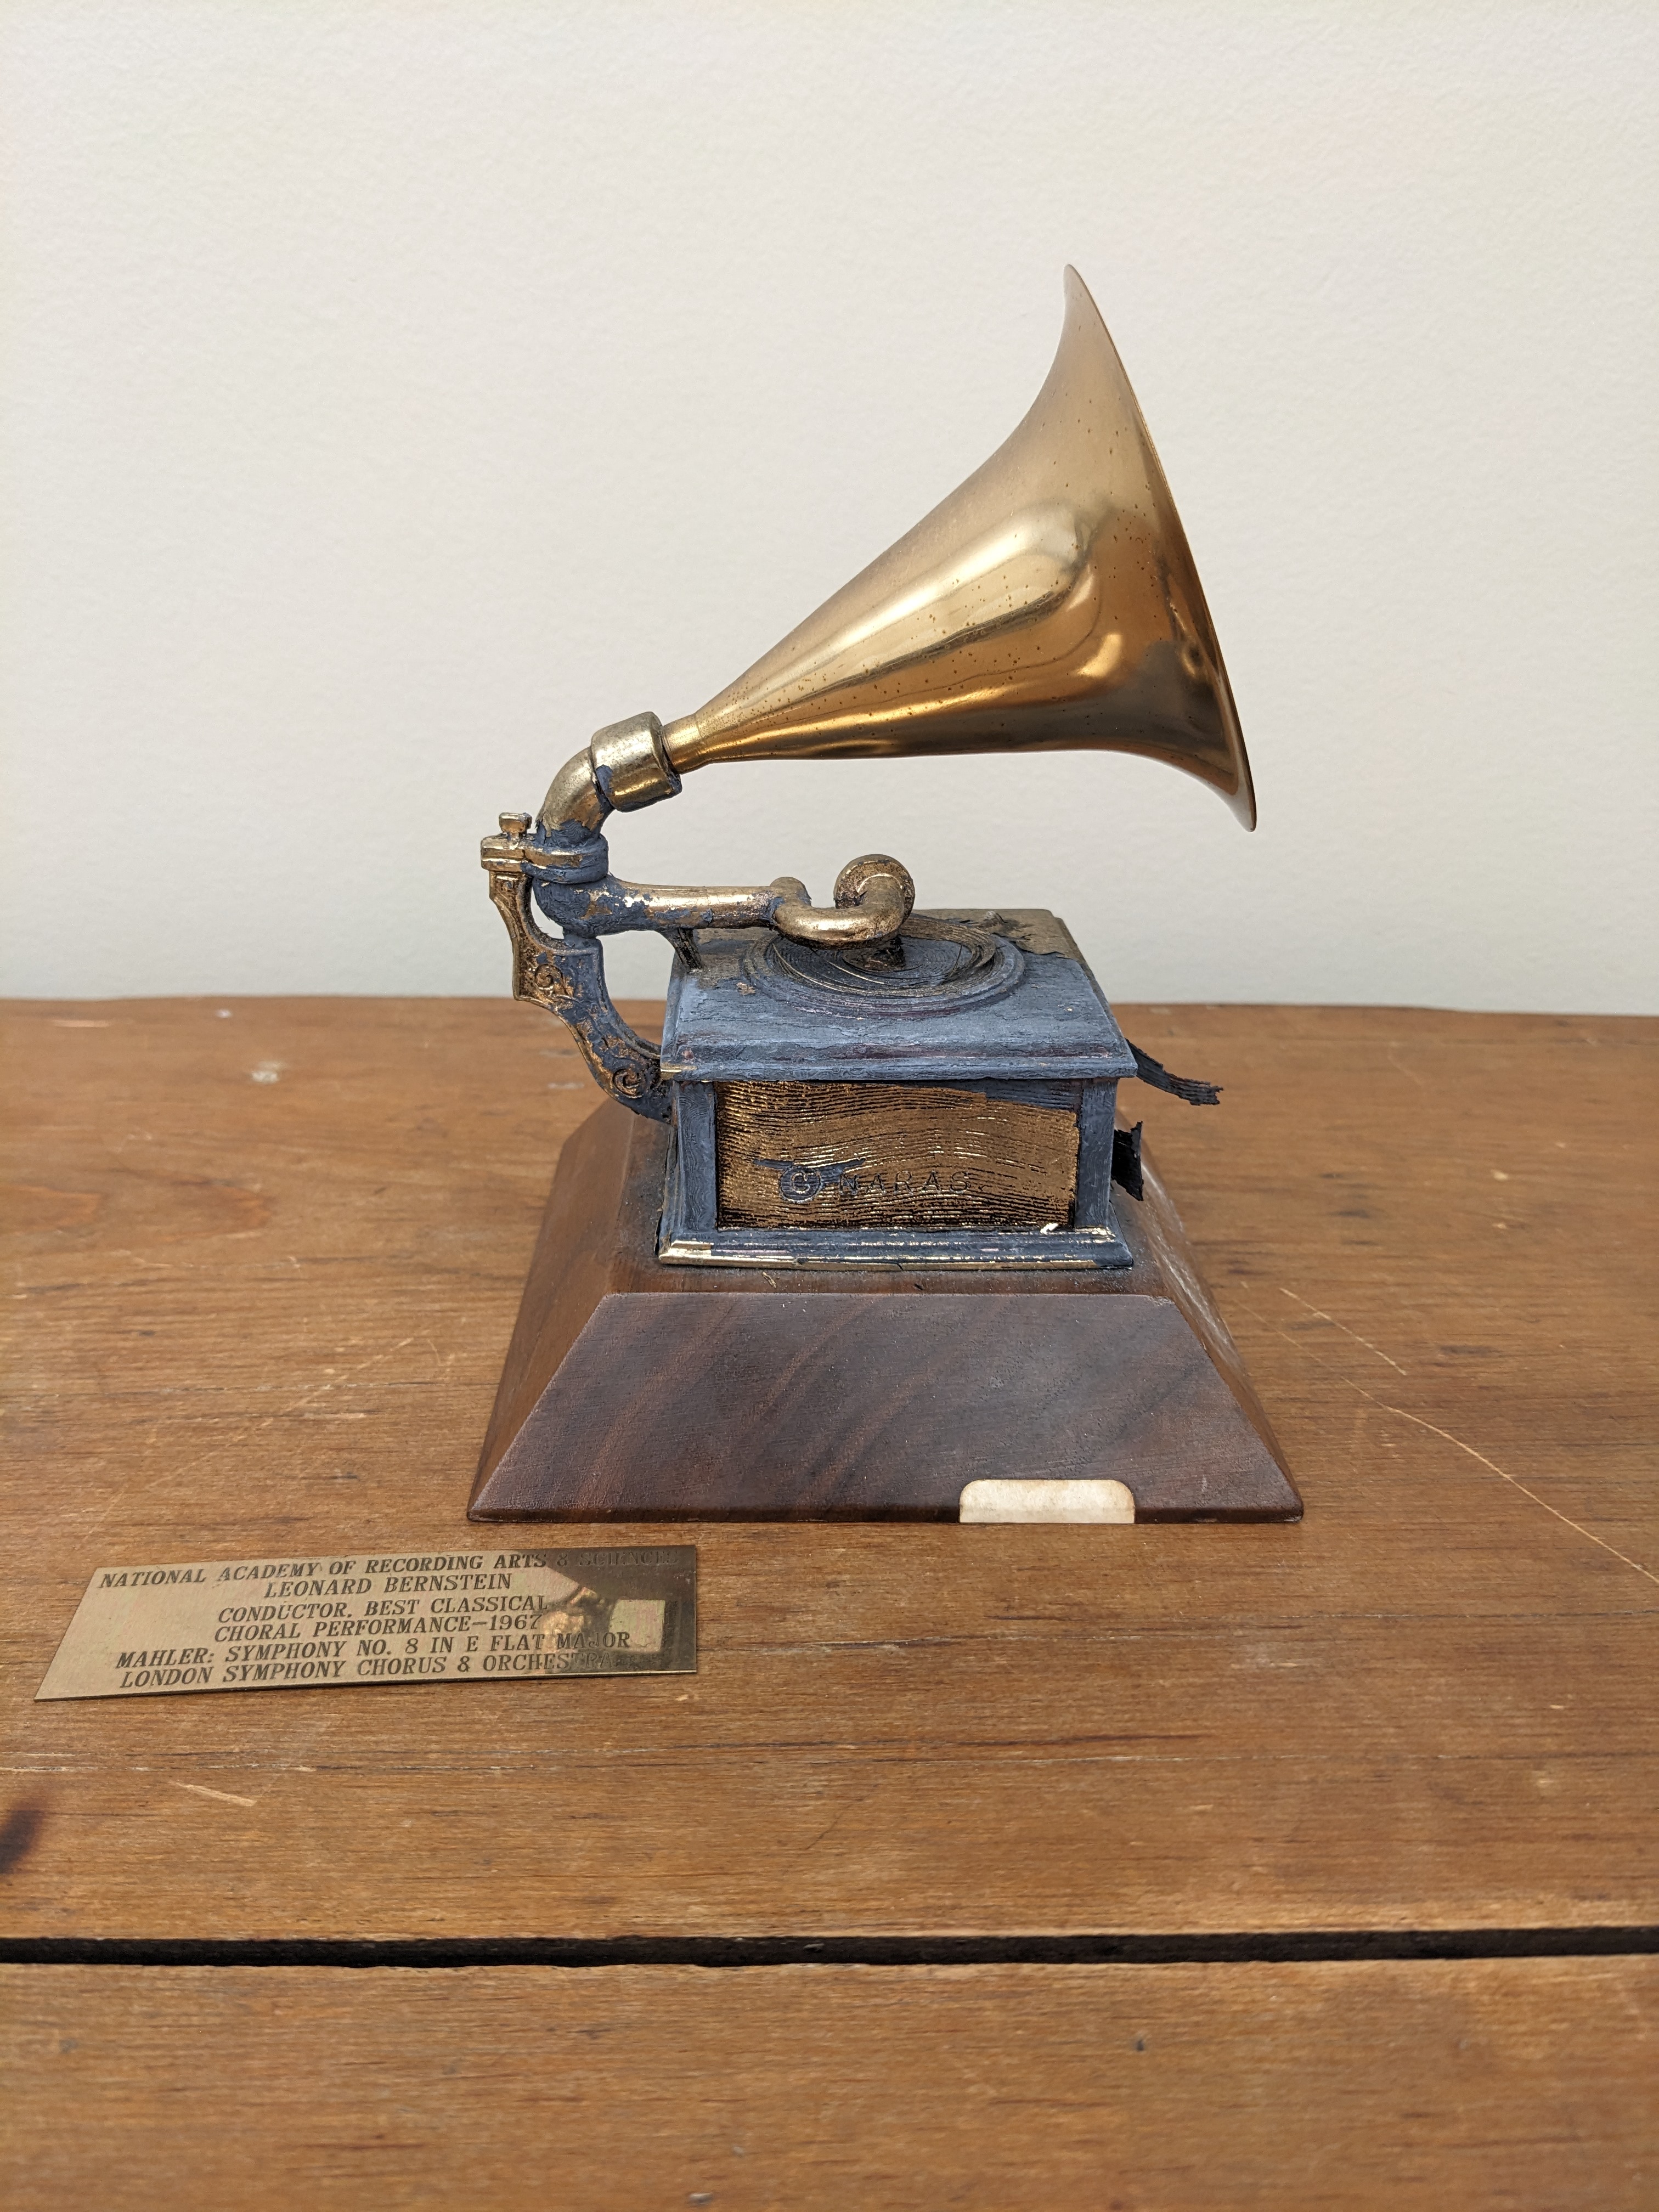 G NARAS
NATIONAL ACADEMY OF RECORDING ARTS & SCIENCES
LEONARD BERNSTEIN
CONDUCTOR, BEST CLASSICAL
CHORAL PERFORMANCE—1967
MAHLER: SYMPHONY NO. 8 IN E FLAT MAJOR
LONDON SYMPHONY CHORUS & ORCHESTRA